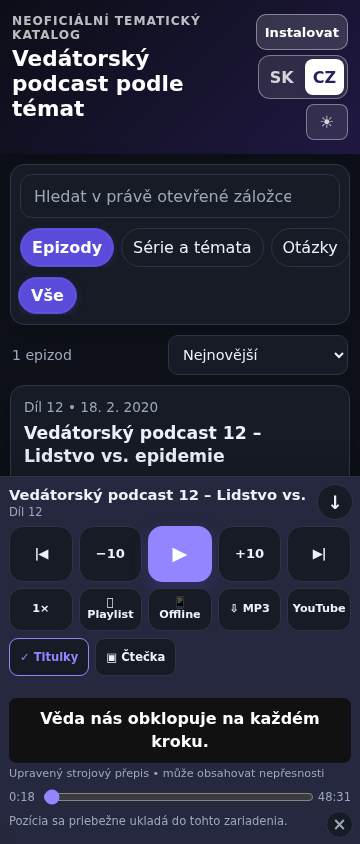 NEOFICIÁLNÍ TEMATICKÝ
KATALOG
Vedátorský
podcast podle
témat
Instalovat
SK CZ
Hledat v právě otevřené záložce
Epizody Série a témata Otázky
Vše
1 epizod Nejnovější
Díl 12 • 18. 2. 2020
Vedátorský podcast 12 –
Lidstvo vs. epidemie
Vedátorský podcast 12 – Lidstvo vs.
Díl 12
−10 +10
1× Playlist Offline ⇩ MP3 YouTube
✓ Titulky ▣ Čtečka
Věda nás obklopuje na každém
kroku.
Upravený strojový přepis • může obsahovat nepřesnosti
0:18 48:31
Pozícia sa priebežne ukladá do tohto zariadenia.